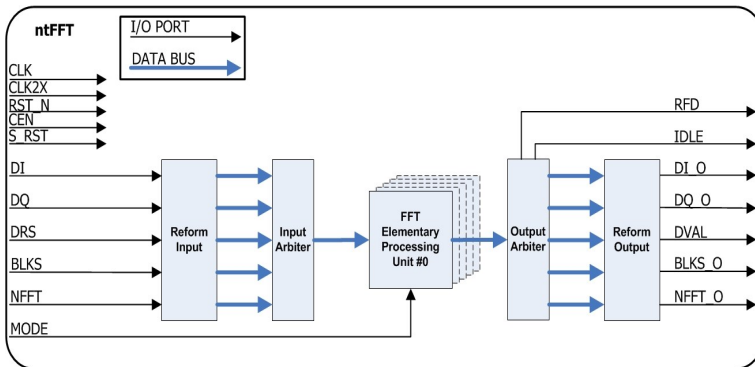 ntFFT
I/O PORT
DATA BUS
CLK
CLK2X
RST_N
CEN
S_RST
DI
DQ
DRS
BLKS
NFFT
MODE
Reform
Input
Input
Arbiter
FFT
Elementary
Processing
Unit #0
Output
Arbiter
Reform
Output
RFD
IDLE
DI_O
DQ_O
DVAL
BLKS_O
NFFT_O